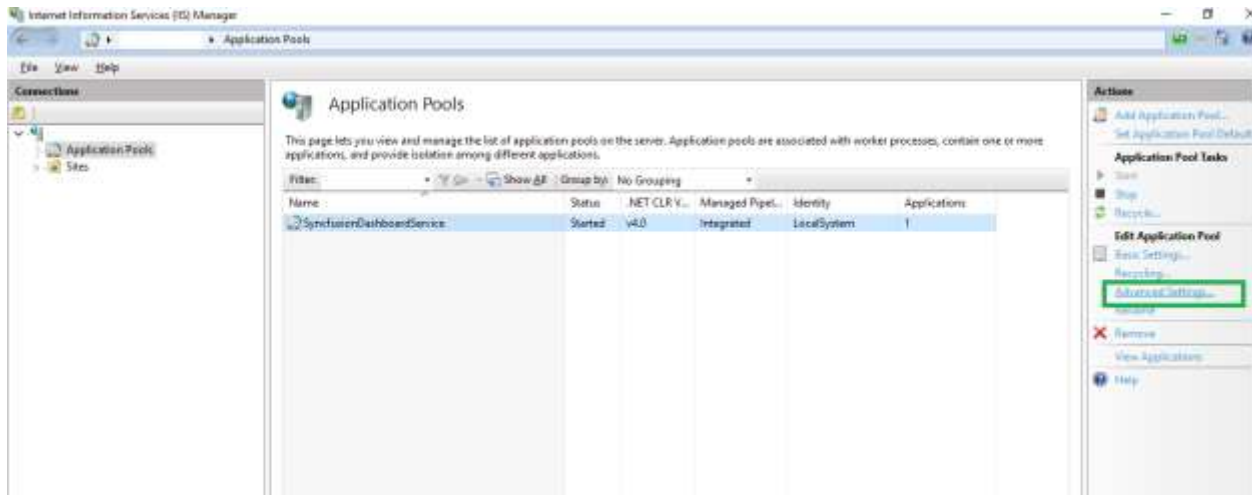 Internet Information Services (IIS) Manager
Application Pools
File View Help
Connections
Application Pools
Sites
Application Pools
This page lets you view and manage the list of application pools on the server. Application pools are associated with worker processes, contain one or more
applications, and provide isolation among different applications.
Filter: Go Show All Group by: No Grouping
Name Status .NET CLR V... Managed Pipel... Identity Applications
SyncfusionDashboardService Started v4.0 Integrated LocalSystem 1
Actions
Add Application Pool...
Set Application Pool Default
Application Pool Tasks
Start
Stop
Recycle...
Edit Application Pool
Basic Settings...
Recycling...
Advanced Settings...
Rename
Remove
View Applications
Help